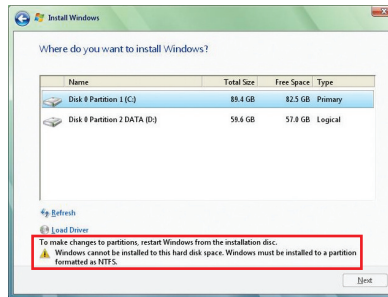 Install Windows
Where do you want to install Windows?
Name Total Size Free Space Type
Disk 0 Partition 1 (C:) 89.4 GB 82.5 GB Primary
Disk 0 Partition 2 DATA (D:) 59.6 GB 57.0 GB Logical
Refresh
Load Driver
To make changes to partitions, restart Windows from the installation disc.
Windows cannot be installed to this hard disk space. Windows must be installed to a partition
formatted as NTFS.
Next